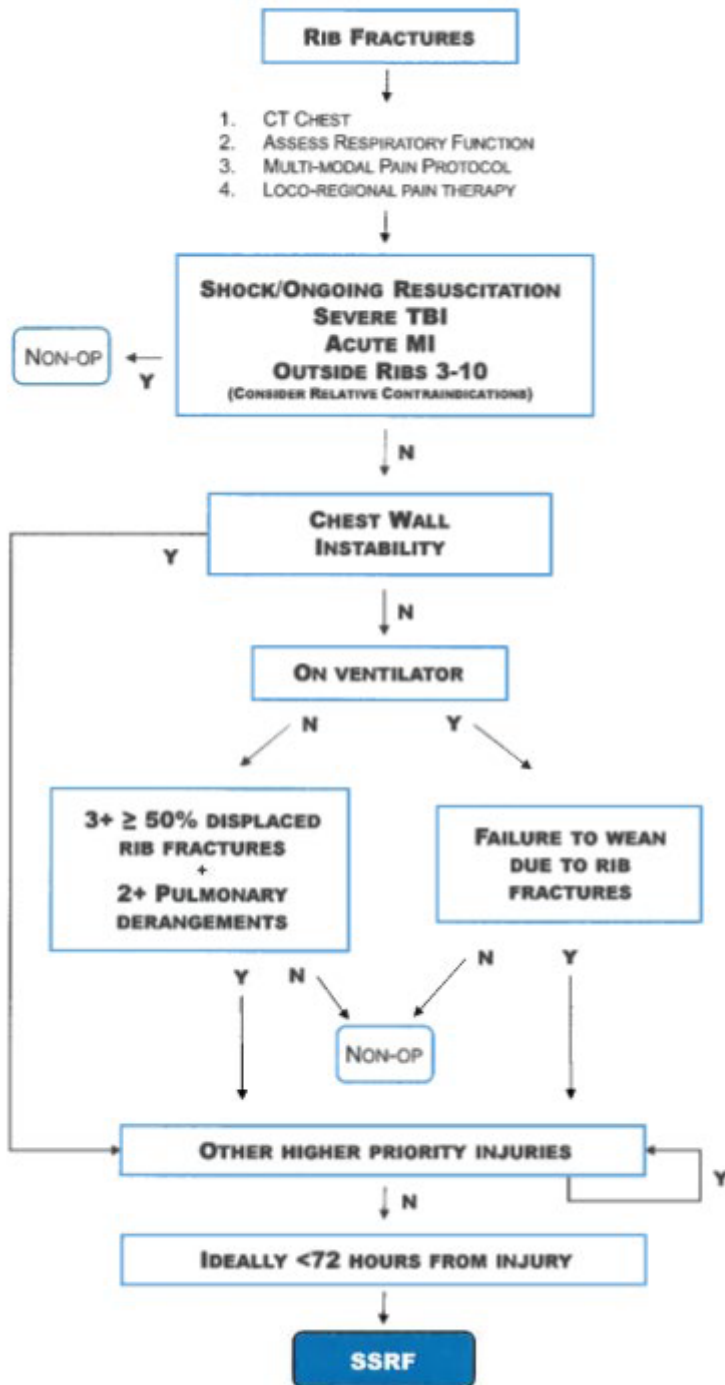 RIB FRACTURES
1. CT CHEST
2. ASSESS RESPIRATORY FUNCTION
3. MULTI-MODAL PAIN PROTOCOL
4. LOCO-REGIONAL PAIN THERAPY
SHOCK/ONGOING RESUSCITATION
SEVERE TBI
ACUTE MI
OUTSIDE RIBS 3-10
(CONSIDER RELATIVE CONTRAINDICATIONS)
NON-OP
Y
N
CHEST WALL
INSTABILITY
Y
N
ON VENTILATOR
N
Y
3+ ≥ 50% DISPLACED
RIB FRACTURES
+
2+ PULMONARY
DERANGEMENTS
FAILURE TO WEAN
DUE TO RIB
FRACTURES
Y
N
N
Y
NON-OP
OTHER HIGHER PRIORITY INJURIES
Y
N
IDEALLY <72 HOURS FROM INJURY
SSRF